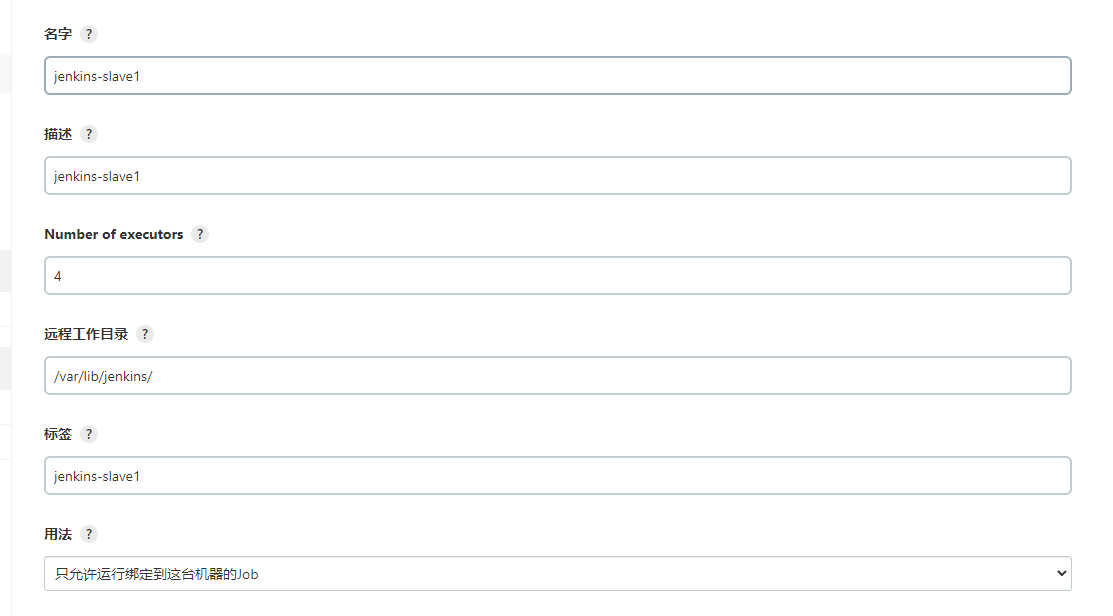 名字 ?
jenkins-slave1
描述 ?
jenkins-slave1
Number of executors ?
4
远程工作目录 ?
/var/lib/jenkins/
标签 ?
jenkins-slave1
用法 ?
只允许运行绑定到这台机器的Job